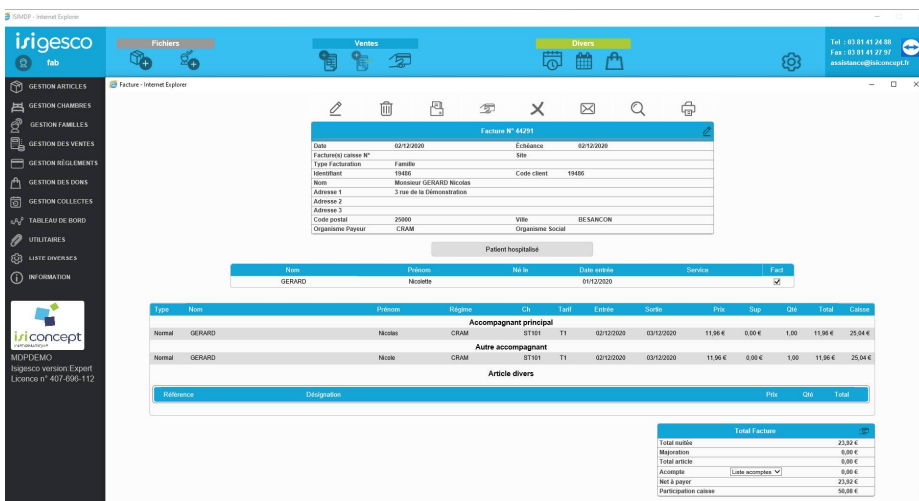 ISIMDP - Internet Explorer
isigesco
fab
Fichiers
Ventes
Divers
Tel : 03 81 41 24 88
Fax : 03 81 41 27 97
assistance@isiconcept.fr
GESTION ARTICLES
GESTION CHAMBRES
GESTION FAMILLES
GESTION DES VENTES
GESTION RÈGLEMENTS
GESTION DES DONS
GESTION COLLECTES
TABLEAU DE BORD
UTILITAIRES
LISTE DIVERSES
INFORMATION
isiconcept
MDPDEMO
Isigesco version:Expert
Licence n° 407-696-112
Facture - Internet Explorer
Facture N° 44291
Date 02/12/2020 Échéance 02/12/2020
Facture(s) caisse N° Site
Type Facturation Famille
Identifiant 19486 Code client 19486
Nom Monsieur GERARD Nicolas
Adresse 1 3 rue de la Démonstration
Adresse 2
Adresse 3
Code postal 25000 Ville BESANCON
Organisme Payeur CRAM Organisme Social
Patient hospitalisé
Nom Prénom Né le Date entrée Service Fact
GERARD Nicolette 01/12/2020
Type Nom Prénom Régime Ch Tarif Entrée Sortie Prix Sup Qté Total Caisse
Accompagnant principal
Normal GERARD Nicolas CRAM ST101 T1 02/12/2020 03/12/2020 11,96 € 0,00 € 1,00 11,96 € 25,04 €
Autre accompagnant
Normal GERARD Nicole CRAM ST101 T1 02/12/2020 03/12/2020 11,96 € 0,00 € 1,00 11,96 € 25,04 €
Article divers
Référence Désignation Prix Qté Total
Total Facture
Total nuitée 23,92 €
Majoration 0,00 €
Total article 0,00 €
Acompte Liste acomptes 0,00 €
Net à payer 23,92 €
Participation caisse 50,08 €